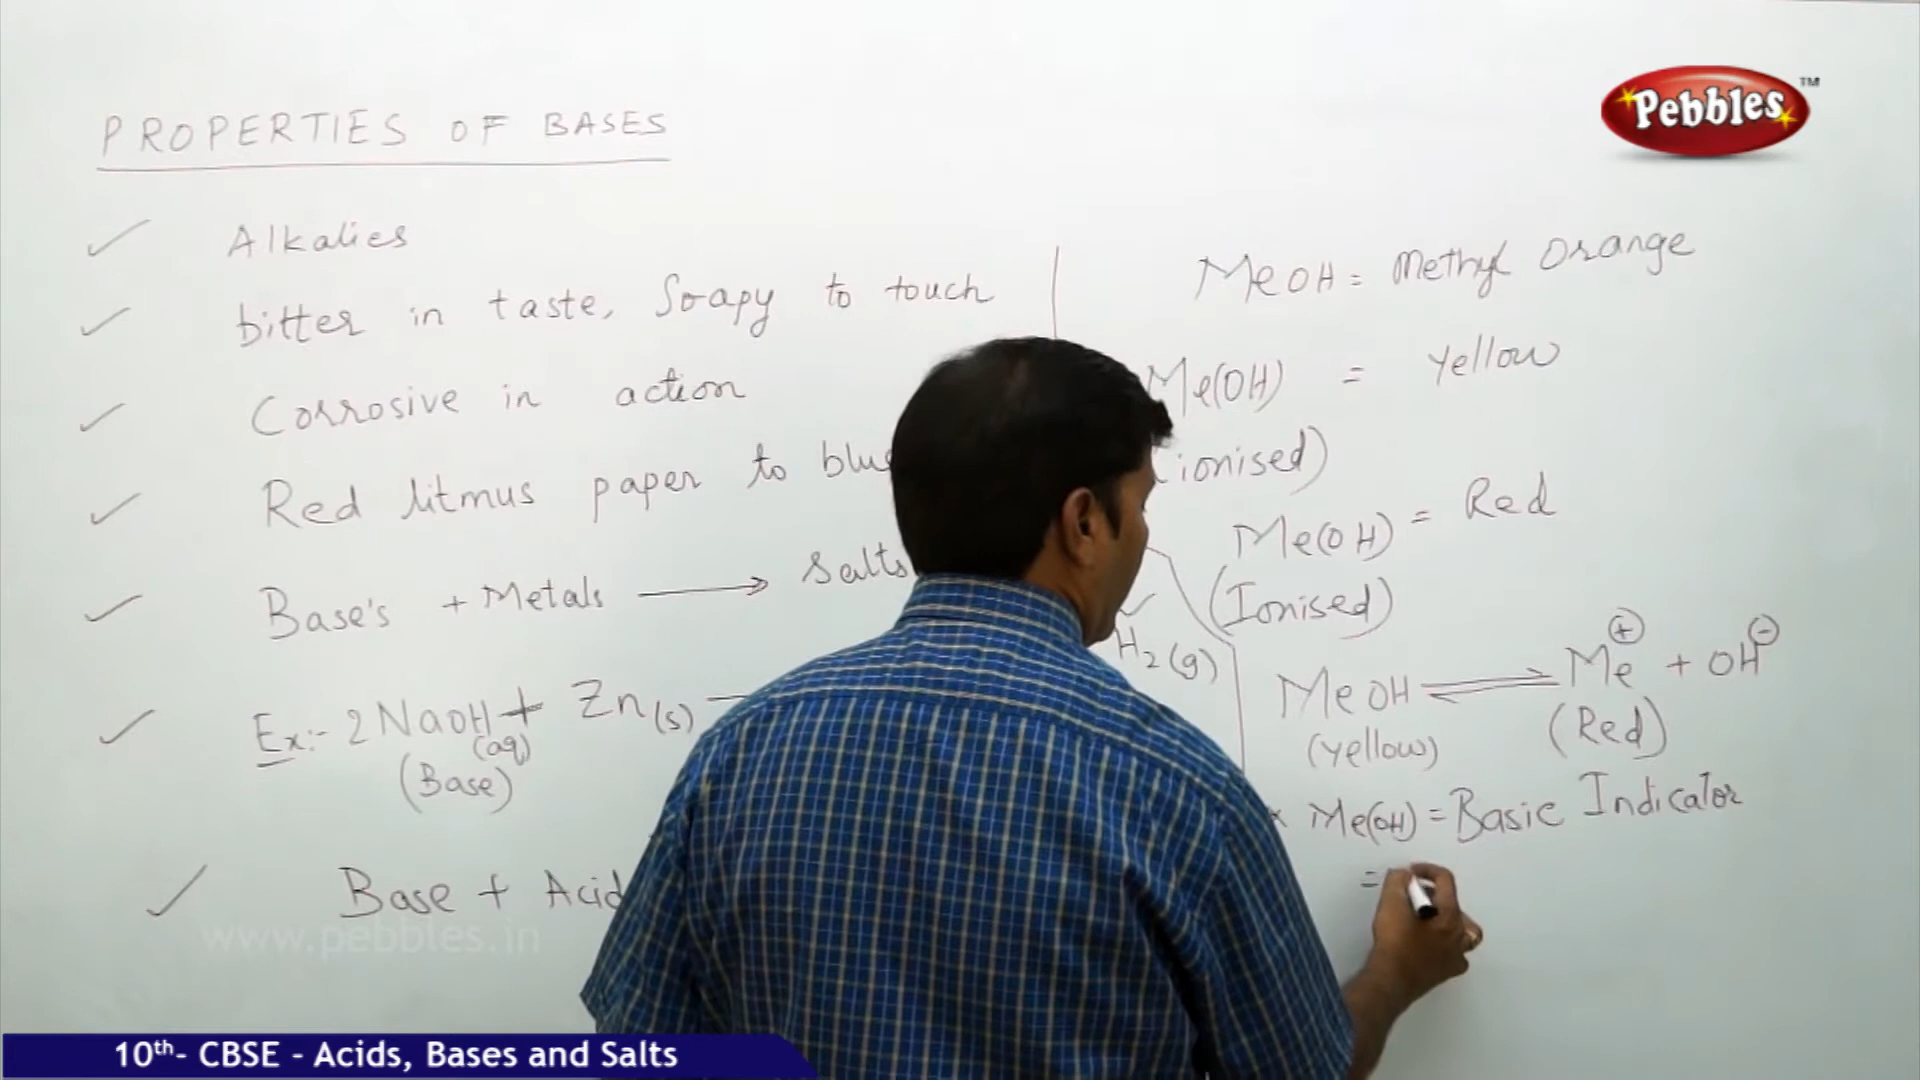 Pebbles™
PROPERTIES OF BASES
Alkalies
bitter in taste, Soapy to touch
Corrosive in action
Red litmus paper to blue
Base's + Metals ⟶ Salts
Ex:- 2NaOH + Zn(s)
(aq)
(Base)
H2(g)
Base + Acid
MeOH = Methyl Orange
Me(OH) = Yellow
(ionised)
Me(OH) = Red
(Ionised)
MeOH ⇌ Me⊕ + OH⊖
(Yellow) (Red)
* Me(OH) = Basic Indicator
=
www.pebbles.in
10th- CBSE - Acids, Bases and Salts